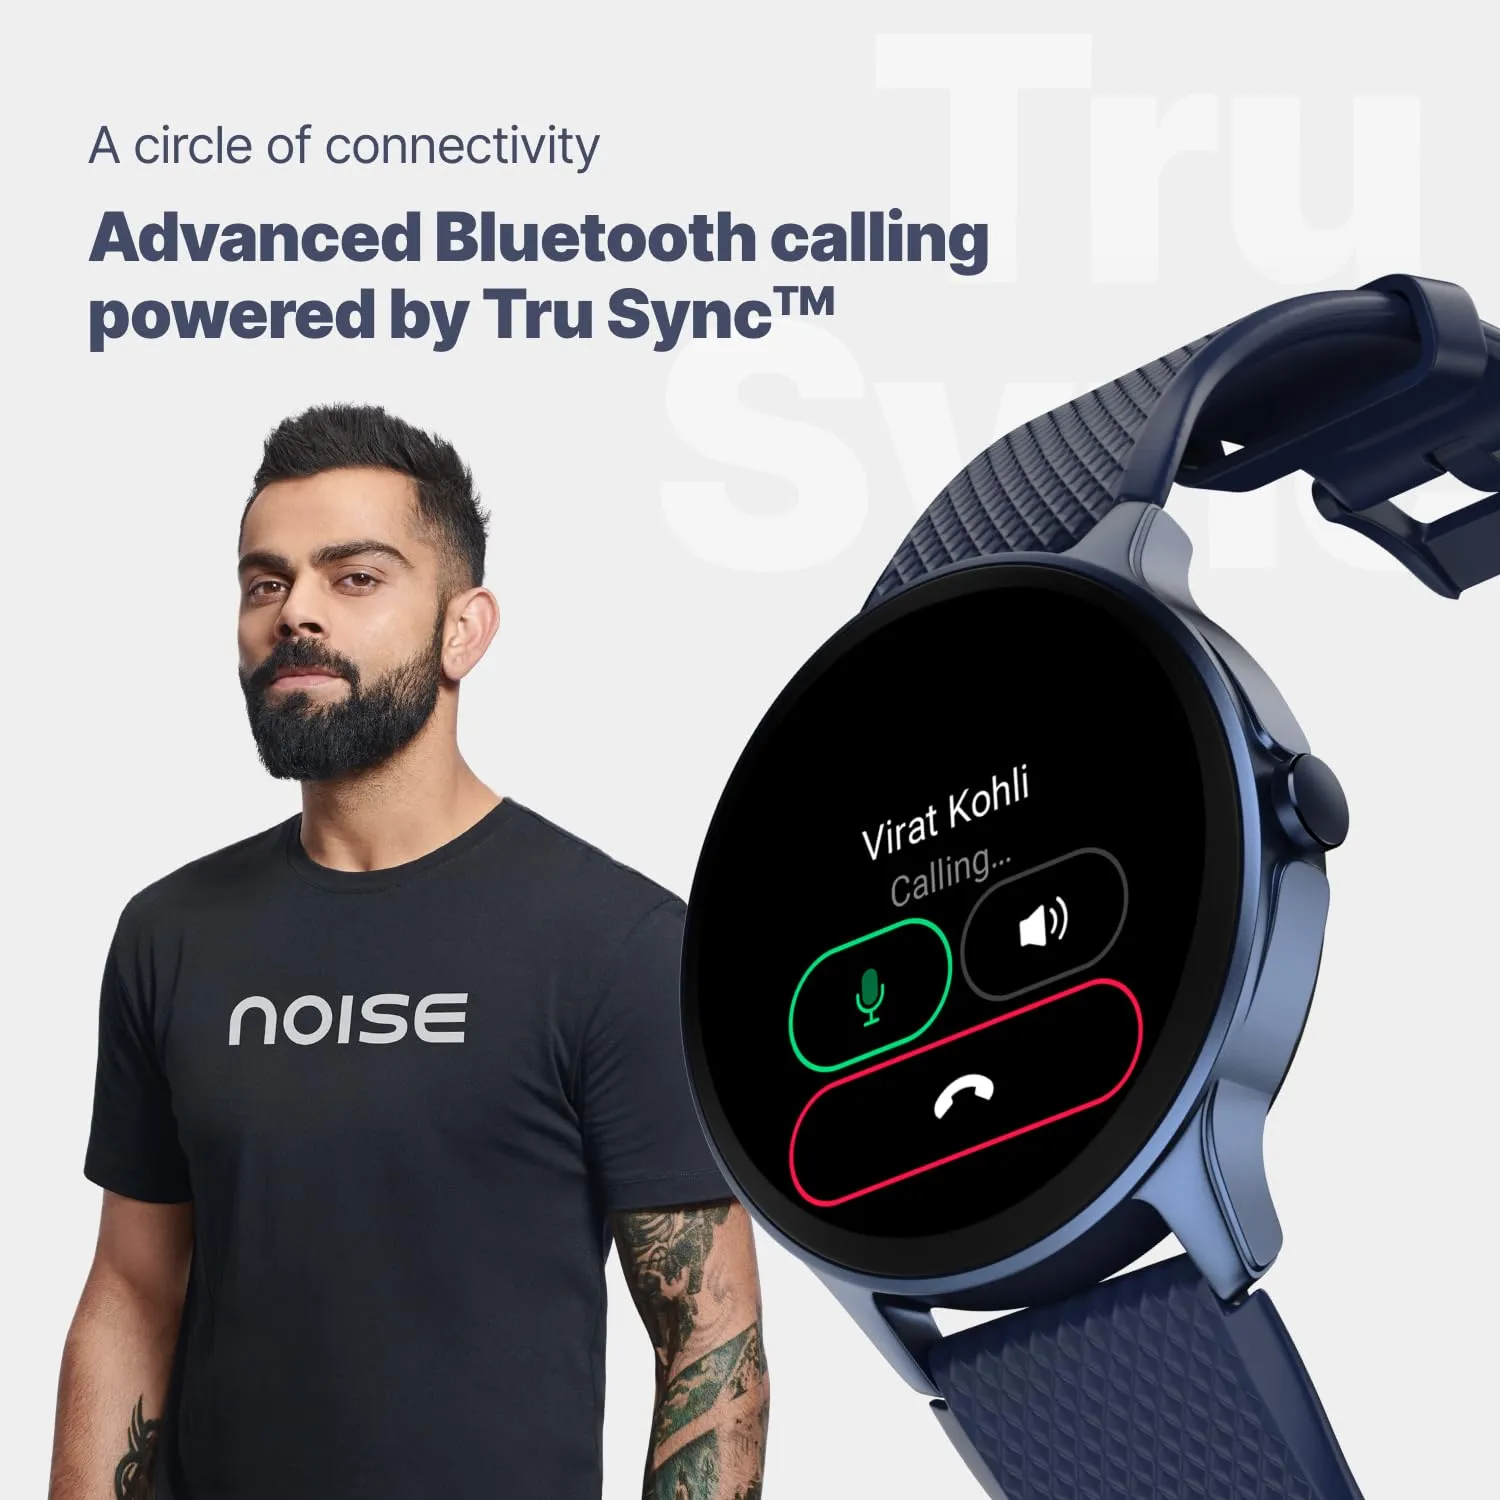 A circle of connectivity
Advanced Bluetooth calling
powered by Tru Sync™
Tru
Sync
NOISE
Virat Kohli
Calling...